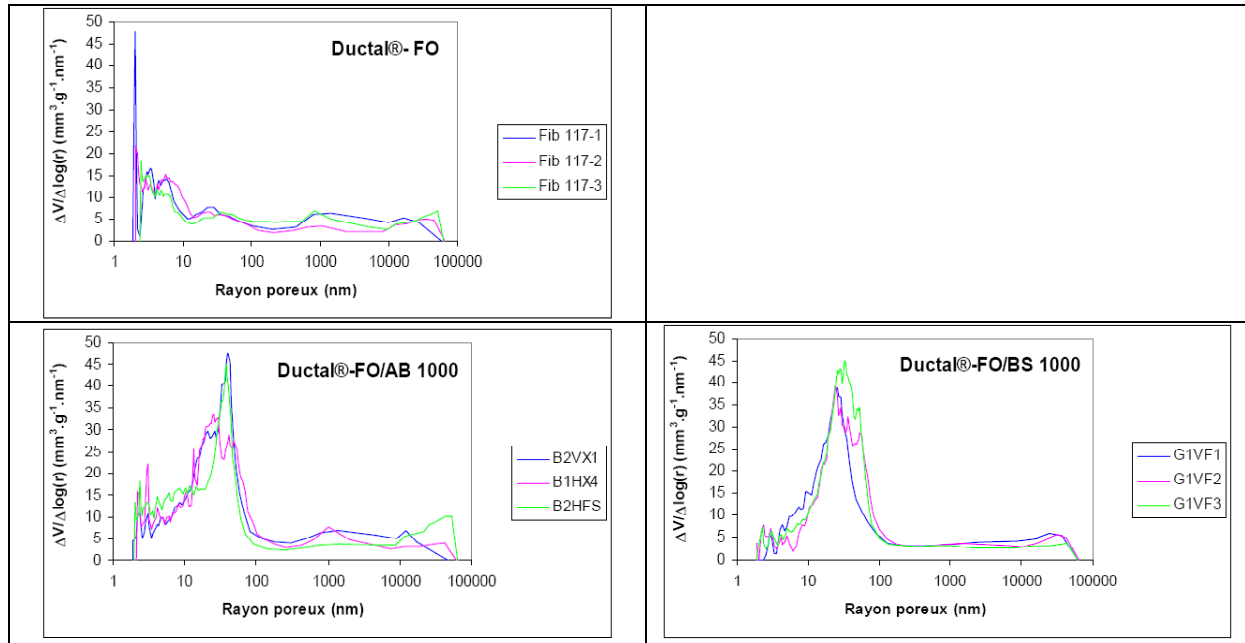 Ductal®- FO
ΔV/Δlog(r) (mm³.g⁻¹.nm⁻¹)
50
45
40
35
30
25
20
15
10
5
0
1 10 100 1000 10000 100000
Rayon poreux (nm)
Fib 117-1
Fib 117-2
Fib 117-3
Ductal®-FO/AB 1000
ΔV/Δlog(r) (mm³.g⁻¹.nm⁻¹)
50
45
40
35
30
25
20
15
10
5
0
1 10 100 1000 10000 100000
Rayon poreux (nm)
B2VX1
B1HX4
B2HFS
Ductal®-FO/BS 1000
ΔV/Δlog(r) (mm³.g⁻¹.nm⁻¹)
50
45
40
35
30
25
20
15
10
5
0
1 10 100 1000 10000 100000
Rayon poreux (nm)
G1VF1
G1VF2
G1VF3